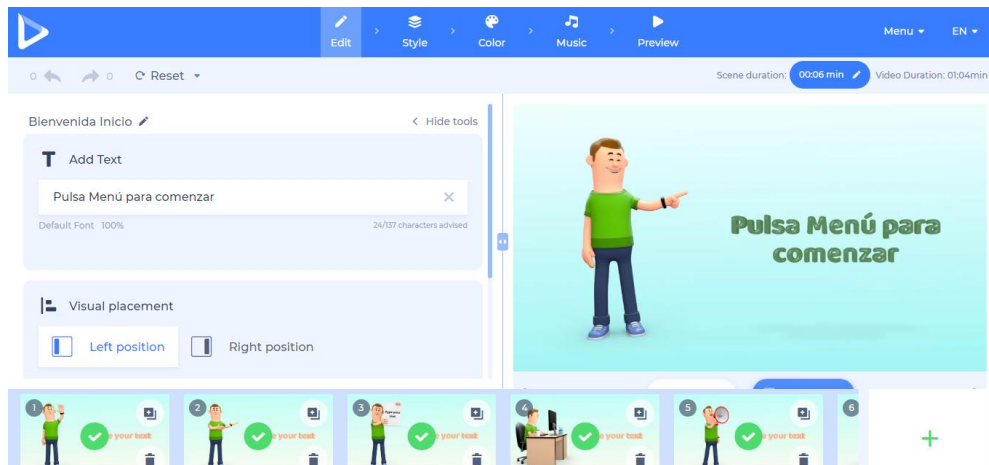 Edit
Style
Color
Music
Preview
Menu
EN
0
0
Reset
Scene duration:
00:06 min
Video Duration: 01:04min
Bienvenida Inicio
Hide tools
T Add Text
Pulsa Menú para comenzar
Default Font 100%
24/137 characters advised
Pulsa Menú para
comenzar
Visual placement
Left position
Right position
1
your text
2
your text
3
your text
4
your text
5
your text
6